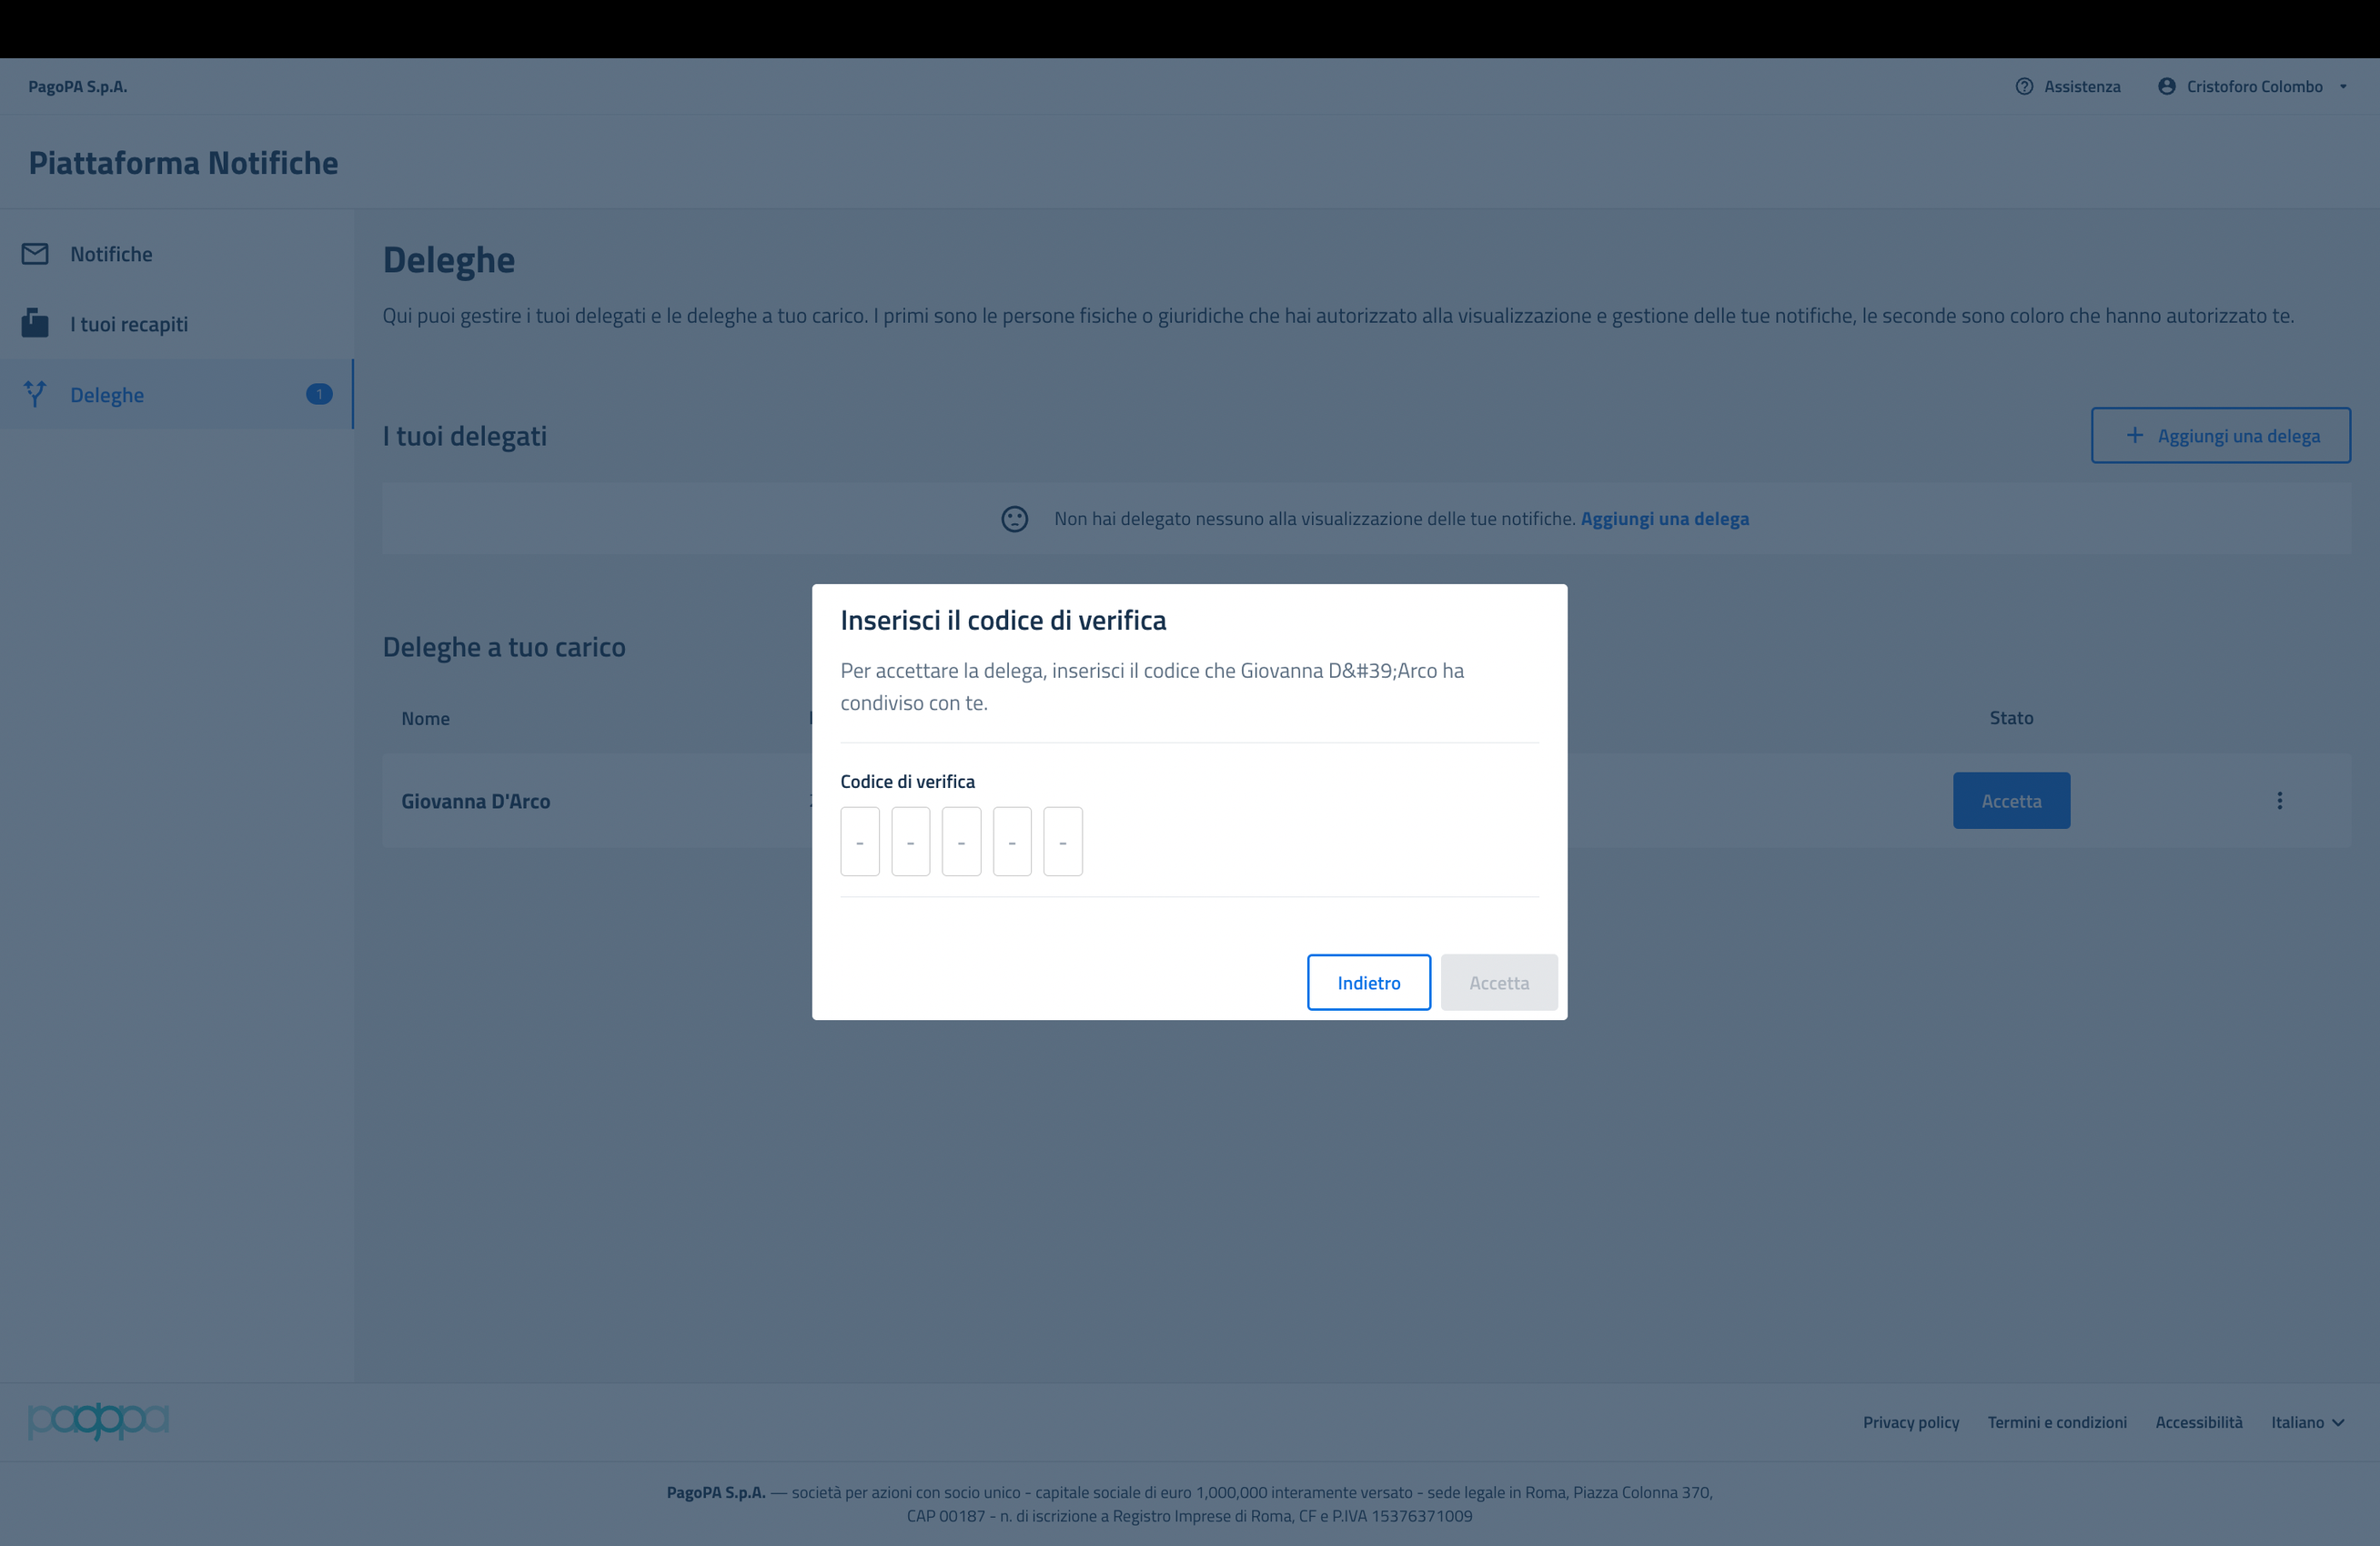 PagoPA S.p.A.
Assistenza
Cristoforo Colombo
Piattaforma Notifiche
Notifiche
I tuoi recapiti
Deleghe
1
Deleghe
Qui puoi gestire i tuoi delegati e le deleghe a tuo carico. I primi sono le persone fisiche o giuridiche che hai autorizzato alla visualizzazione e gestione delle tue notifiche, le seconde sono coloro che hanno autorizzato te.
I tuoi delegati
Aggiungi una delega
Non hai delegato nessuno alla visualizzazione delle tue notifiche. Aggiungi una delega
Deleghe a tuo carico
Nome
Stato
Giovanna D'Arco
Accetta
Inserisci il codice di verifica
Per accettare la delega, inserisci il codice che Giovanna D&#39;Arco ha
condiviso con te.
Codice di verifica
- - - - -
Indietro
Accetta
pagopa
Privacy policy
Termini e condizioni
Accessibilità
Italiano
PagoPA S.p.A. — società per azioni con socio unico - capitale sociale di euro 1,000,000 interamente versato - sede legale in Roma, Piazza Colonna 370,
CAP 00187 - n. di iscrizione a Registro Imprese di Roma, CF e P.IVA 15376371009